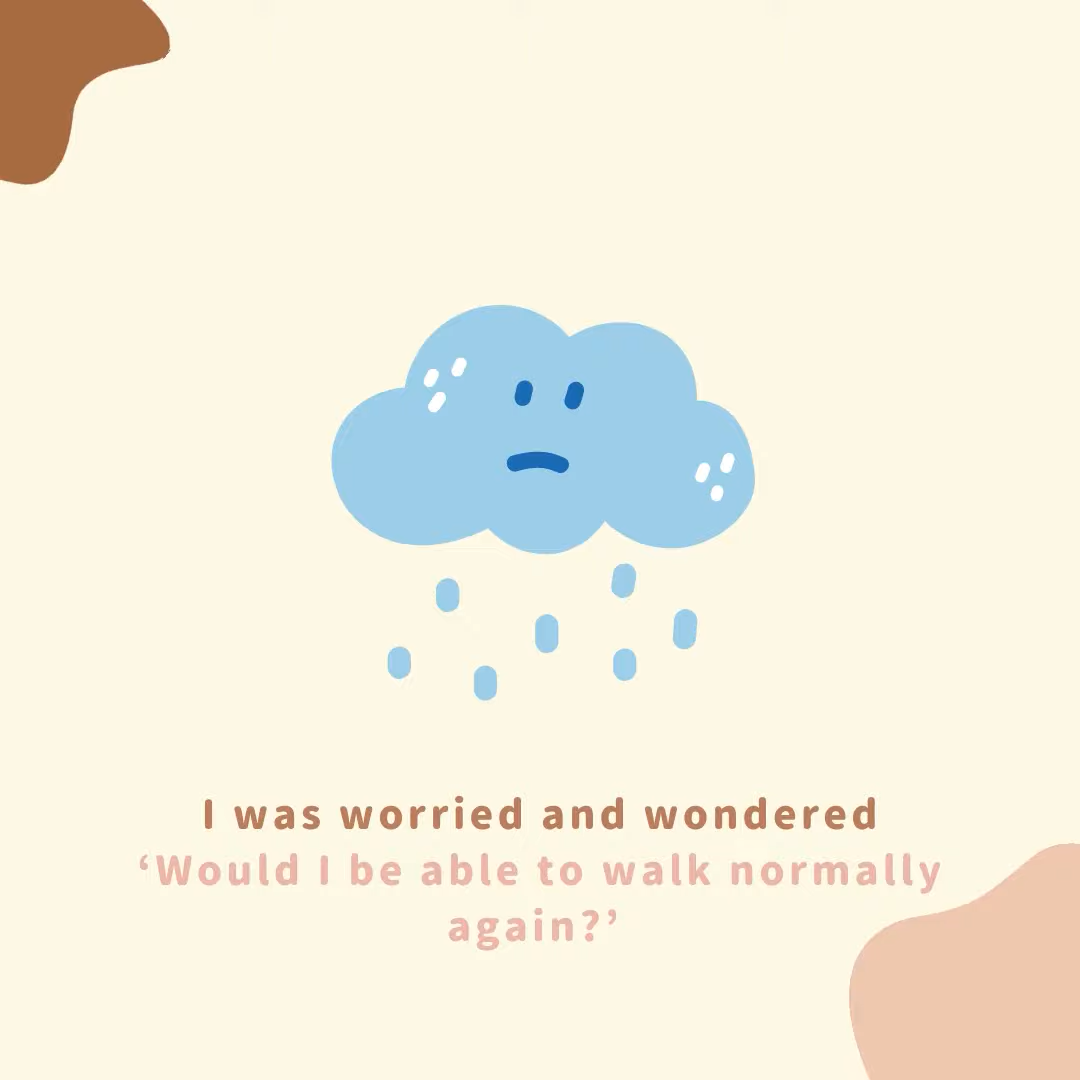 I was worried and wondered
‘Would I be able to walk normally
again?’